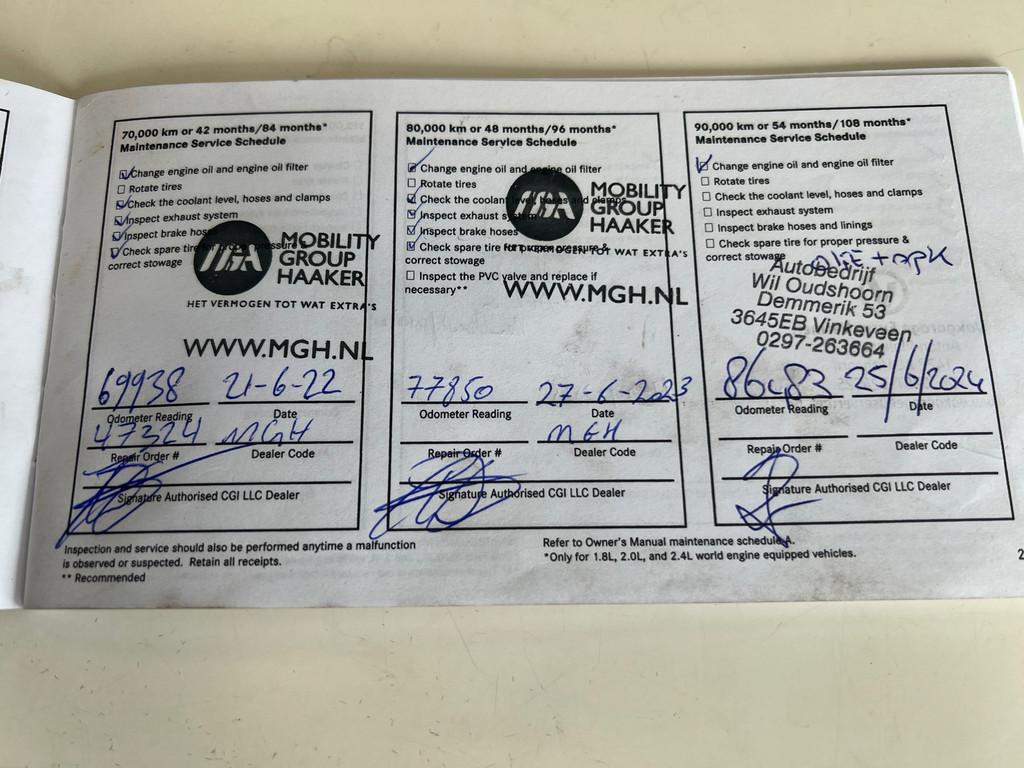 70,000 km or 42 months/84 months*
Maintenance Service Schedule
Change engine oil and engine oil filter
Rotate tires
Check the coolant level, hoses and clamps
Inspect exhaust system
Inspect brake hoses
Check spare tire for proper pressure &
correct stowage
MOBILITY
GROUP
HAAKER
HET VERMOGEN TOT WAT EXTRA'S
WWW.MGH.NL
69938 21-6-22
Odometer Reading Date
47324 MGH
Repair Order # Dealer Code
Signature Authorised CGI LLC Dealer
80,000 km or 48 months/96 months*
Maintenance Service Schedule
Change engine oil and engine oil filter
Rotate tires
Check the coolant level, hoses and clamps
Inspect exhaust system
Inspect brake hoses
Check spare tire for proper pressure &
correct stowage
Inspect the PVC valve and replace if
necessary**
MOBILITY
GROUP
HAAKER
HET VERMOGEN TOT WAT EXTRA'S
WWW.MGH.NL
77850 27-6-2023
Odometer Reading Date
MGH
Repair Order # Dealer Code
Signature Authorised CGI LLC Dealer
90,000 km or 54 months/108 months*
Maintenance Service Schedule
Change engine oil and engine oil filter
Rotate tires
Check the coolant level, hoses and clamps
Inspect exhaust system
Inspect brake hoses and linings
Check spare tire for proper pressure &
correct stowage
+ APK
Autobedrijf
Wil Oudshoorn
Demmerik 53
3645EB Vinkeveen
0297-263664
86483 25/6/2024
Odometer Reading Date
Repair Order # Dealer Code
Signature Authorised CGI LLC Dealer
Inspection and service should also be performed anytime a malfunction
is observed or suspected. Retain all receipts.
** Recommended
Refer to Owner's Manual maintenance schedule A.
*Only for 1.8L, 2.0L, and 2.4L world engine equipped vehicles.